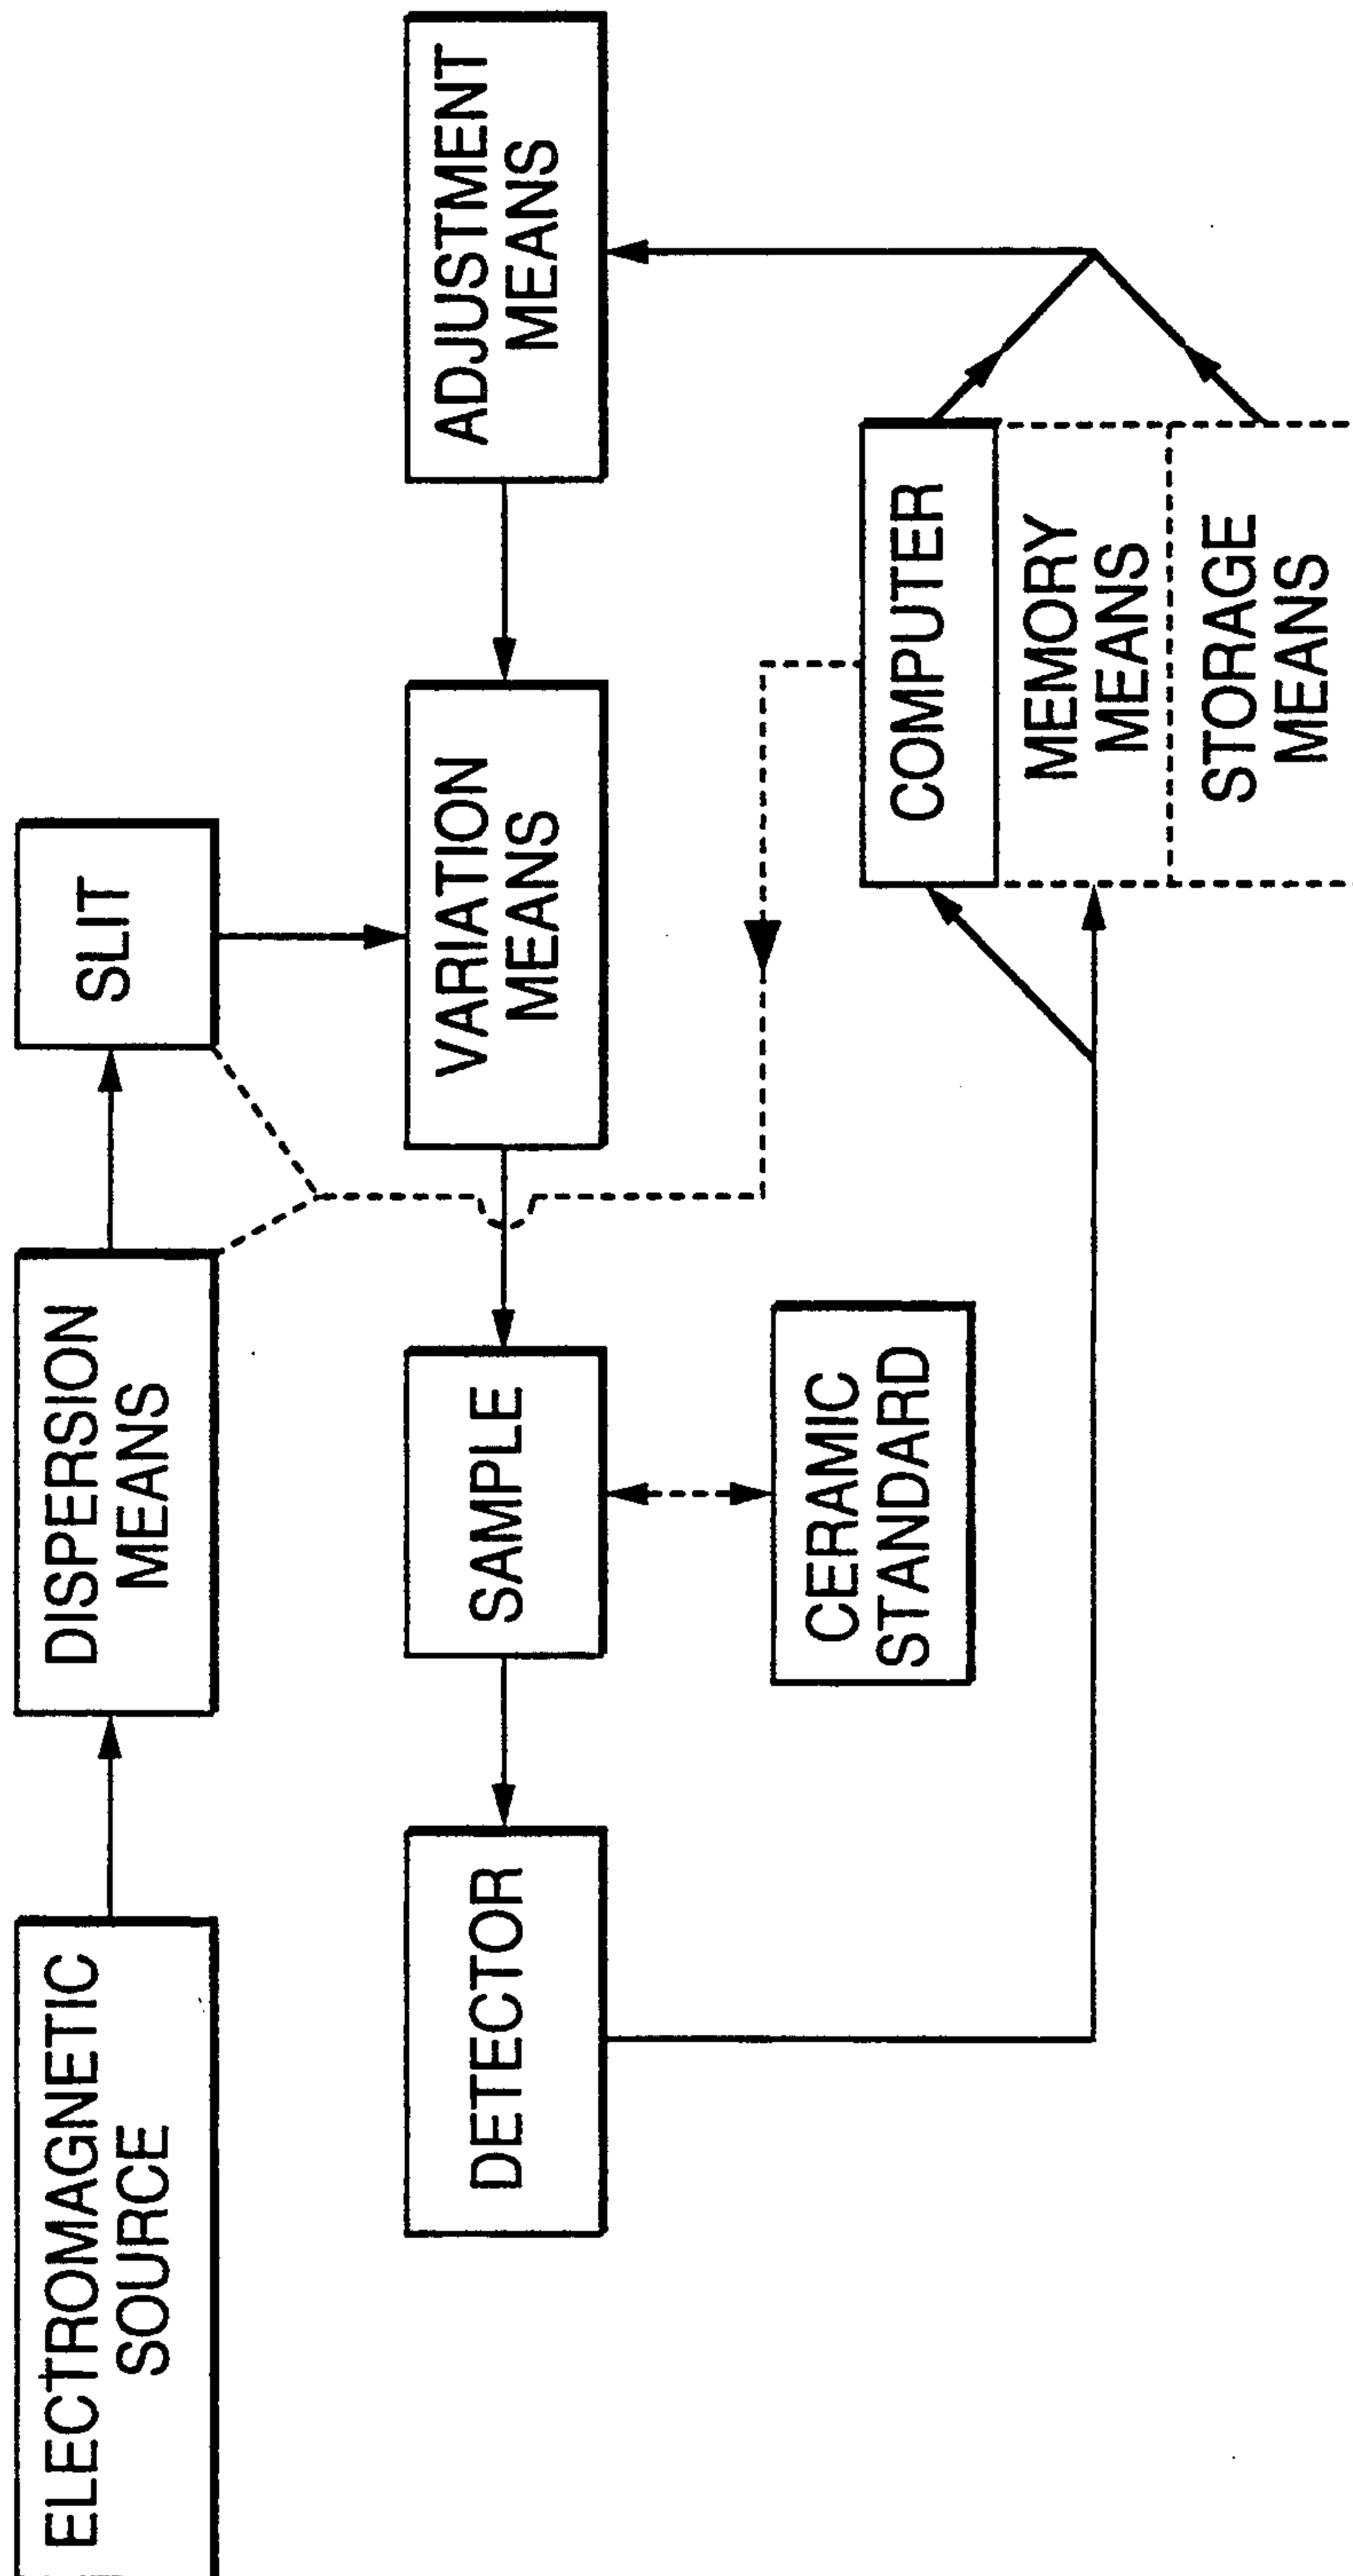 ELECTROMAGNETIC
SOURCE
DISPERSION
MEANS
SLIT
DETECTOR
SAMPLE
VARIATION
MEANS
ADJUSTMENT
MEANS
CERAMIC
STANDARD
COMPUTER
MEMORY
MEANS
STORAGE
MEANS